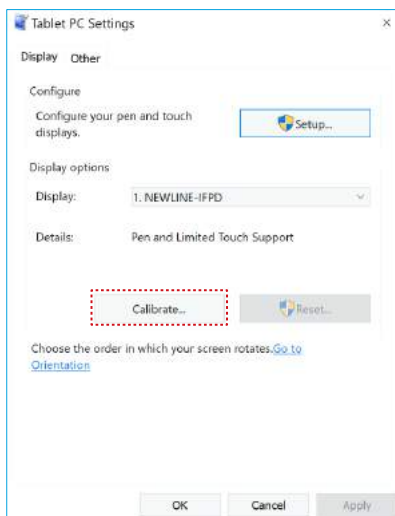 Tablet PC Settings
Display Other
Configure
Configure your pen and touch
displays.
Setup...
Display options
Display: 1. NEWLINE-IFPD
Details: Pen and Limited Touch Support
Calibrate... Reset...
Choose the order in which your screen rotates.Go to
Orientation
OK Cancel Apply